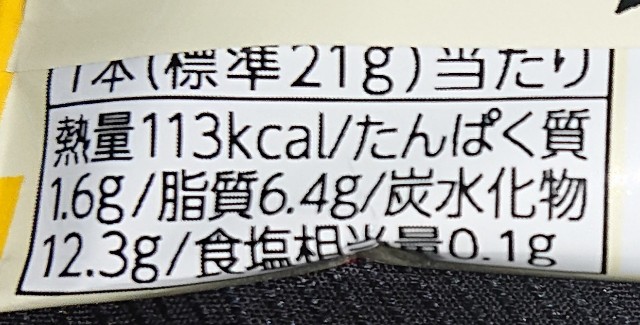 1本(標準21g)当たり
熱量113kcal/たんぱく質
1.6g/脂質6.4g/炭水化物
12.3g/食塩相当量0.1g